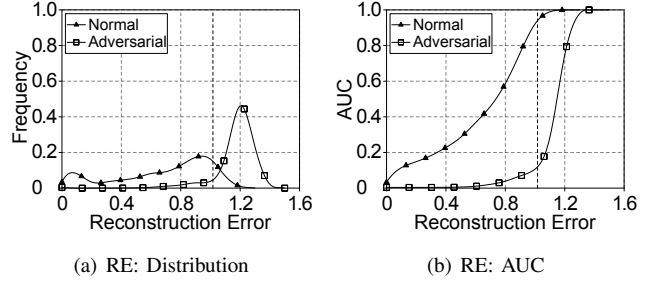 Normal
Adversarial
Frequency
1.0
0.8
0.6
0.4
0.2
0
0 0.4 0.8 1.2 1.6
Reconstruction Error
(a) RE: Distribution
Normal
Adversarial
AUC
1.0
0.8
0.6
0.4
0.2
0
0 0.4 0.8 1.2 1.6
Reconstruction Error
(b) RE: AUC